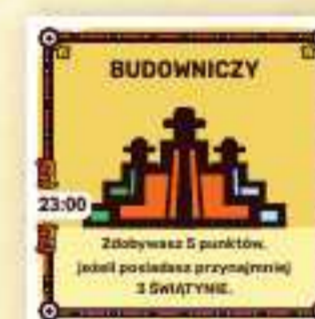 BUDOWNICZY
23:00
Zdobywasz 5 punktów,
jeżeli posiadasz przynajmniej
3 ŚWIĄTYNIE.